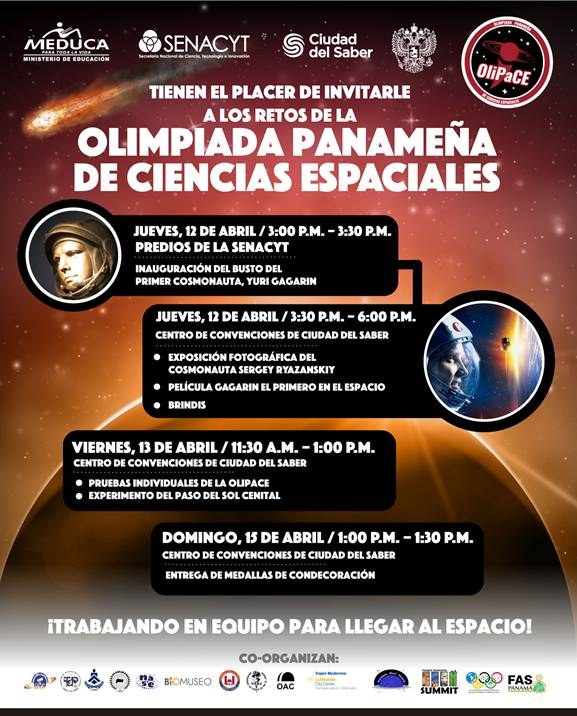 MEDUCA
PARA TODA LA VIDA
MINISTERIO DE EDUCACIÓN
SENACYT
Secretaría Nacional de Ciencia, Tecnología e Innovación
Ciudad
del Saber
OLIMPIADA PANAMEÑA
OliPaCE
DE CIENCIAS ESPACIALES
TIENEN EL PLACER DE INVITARLE
A LOS RETOS DE LA
OLIMPIADA PANAMEÑA
DE CIENCIAS ESPACIALES
JUEVES, 12 DE ABRIL / 3:00 P.M. – 3:30 P.M.
PREDIOS DE LA SENACYT
INAUGURACIÓN DEL BUSTO DEL
PRIMER COSMONAUTA, YURI GAGARIN
JUEVES, 12 DE ABRIL / 3:30 P.M. – 6:00 P.M.
CENTRO DE CONVENCIONES DE CIUDAD DEL SABER
● EXPOSICIÓN FOTOGRÁFICA DEL
COSMONAUTA SERGEY RYAZANSKIY
● PELÍCULA GAGARIN EL PRIMERO EN EL ESPACIO
● BRINDIS
VIERNES, 13 DE ABRIL / 11:30 A.M. – 1:00 P.M.
CENTRO DE CONVENCIONES DE CIUDAD DEL SABER
● PRUEBAS INDIVIDUALES DE LA OLIPACE
● EXPERIMENTO DEL PASO DEL SOL CENITAL
DOMINGO, 15 DE ABRIL / 1:00 P.M. – 1:30 P.M.
CENTRO DE CONVENCIONES DE CIUDAD DEL SABER
ENTREGA DE MEDALLAS DE CONDECORACIÓN
¡TRABAJANDO EN EQUIPO PARA LLEGAR AL ESPACIO!
CO-ORGANIZAN:
nase
BIOMUSEO
OAC
Viajes Modernos
Lufthansa
City Center
SUMMIT
FAS
PANAMÁ